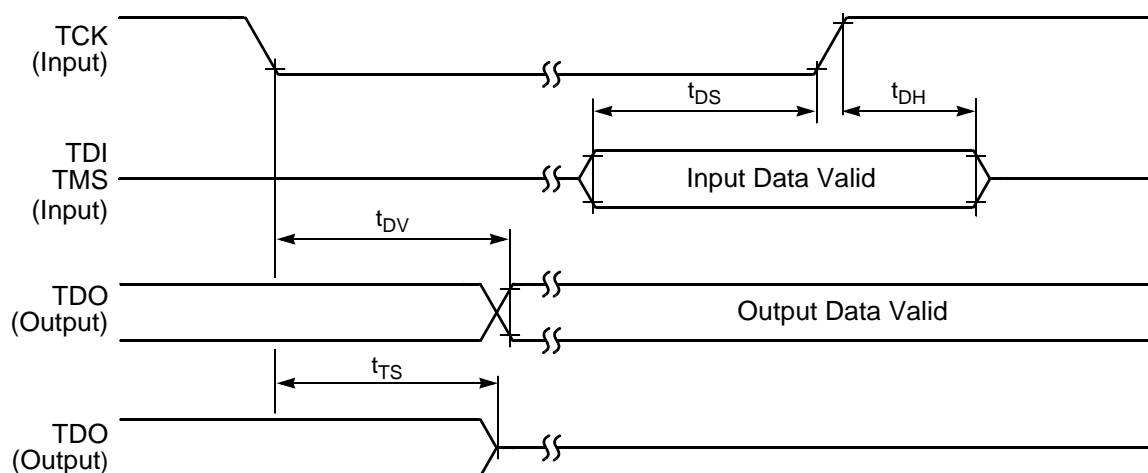 TCK
(Input)
tDS
tDH
TDI
TMS
(Input)
Input Data Valid
tDV
TDO
(Output)
Output Data Valid
tTS
TDO
(Output)